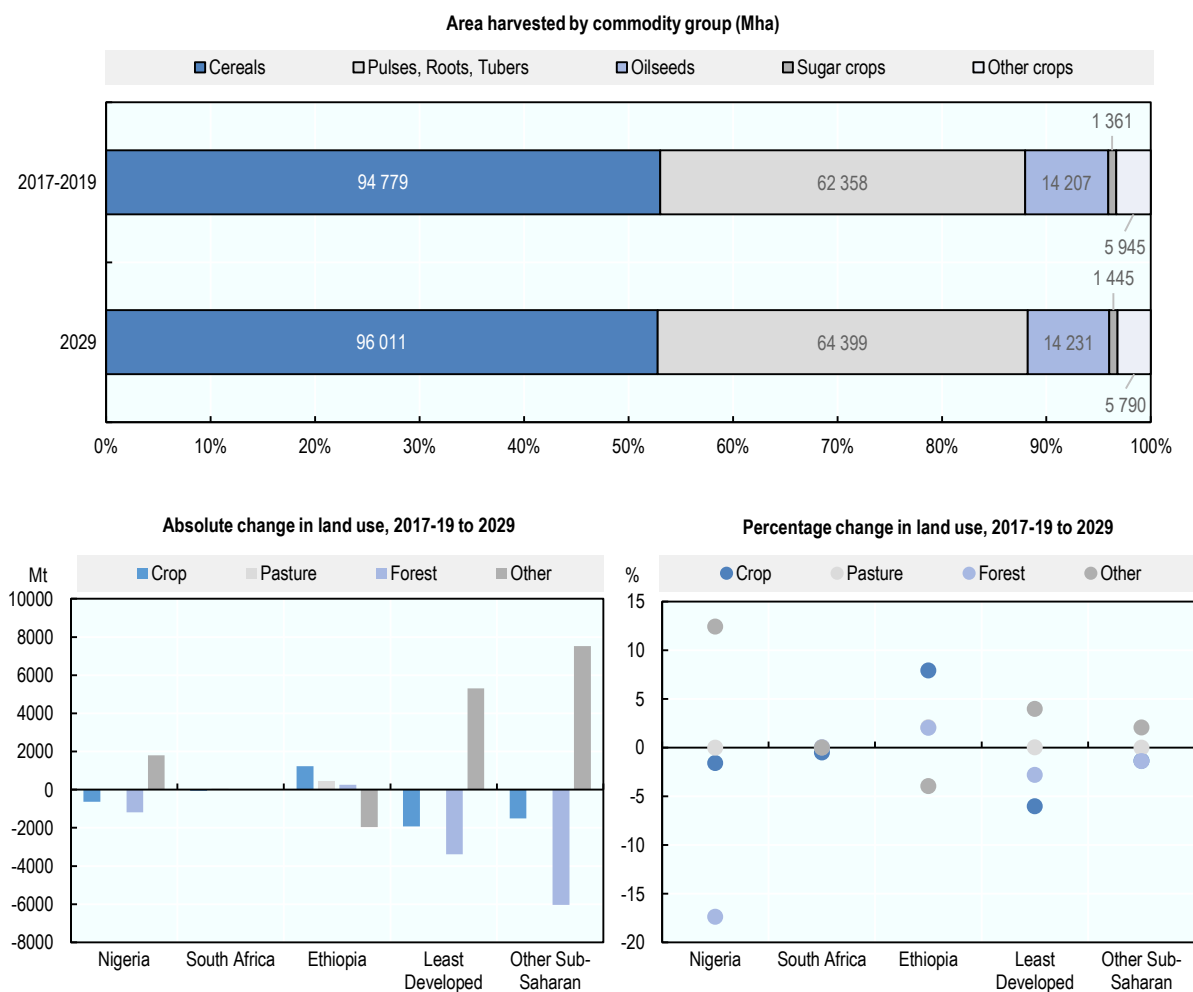 Area harvested by commodity group (Mha)
Cereals Pulses, Roots, Tubers Oilseeds Sugar crops Other crops
1 361
2017-2019 94 779 62 358 14 207
5 945
1 445
2029 96 011 64 399 14 231
5 790
0% 10% 20% 30% 40% 50% 60% 70% 80% 90% 100%
Absolute change in land use, 2017-19 to 2029
Mt Crop Pasture Forest Other
10000
8000
6000
4000
2000
0
-2000
-4000
-6000
-8000
Nigeria South Africa Ethiopia Least Other Sub-
Developed Saharan
Percentage change in land use, 2017-19 to 2029
% Crop Pasture Forest Other
15
10
5
0
-5
-10
-15
-20
Nigeria South Africa Ethiopia Least Other Sub-
Developed Saharan